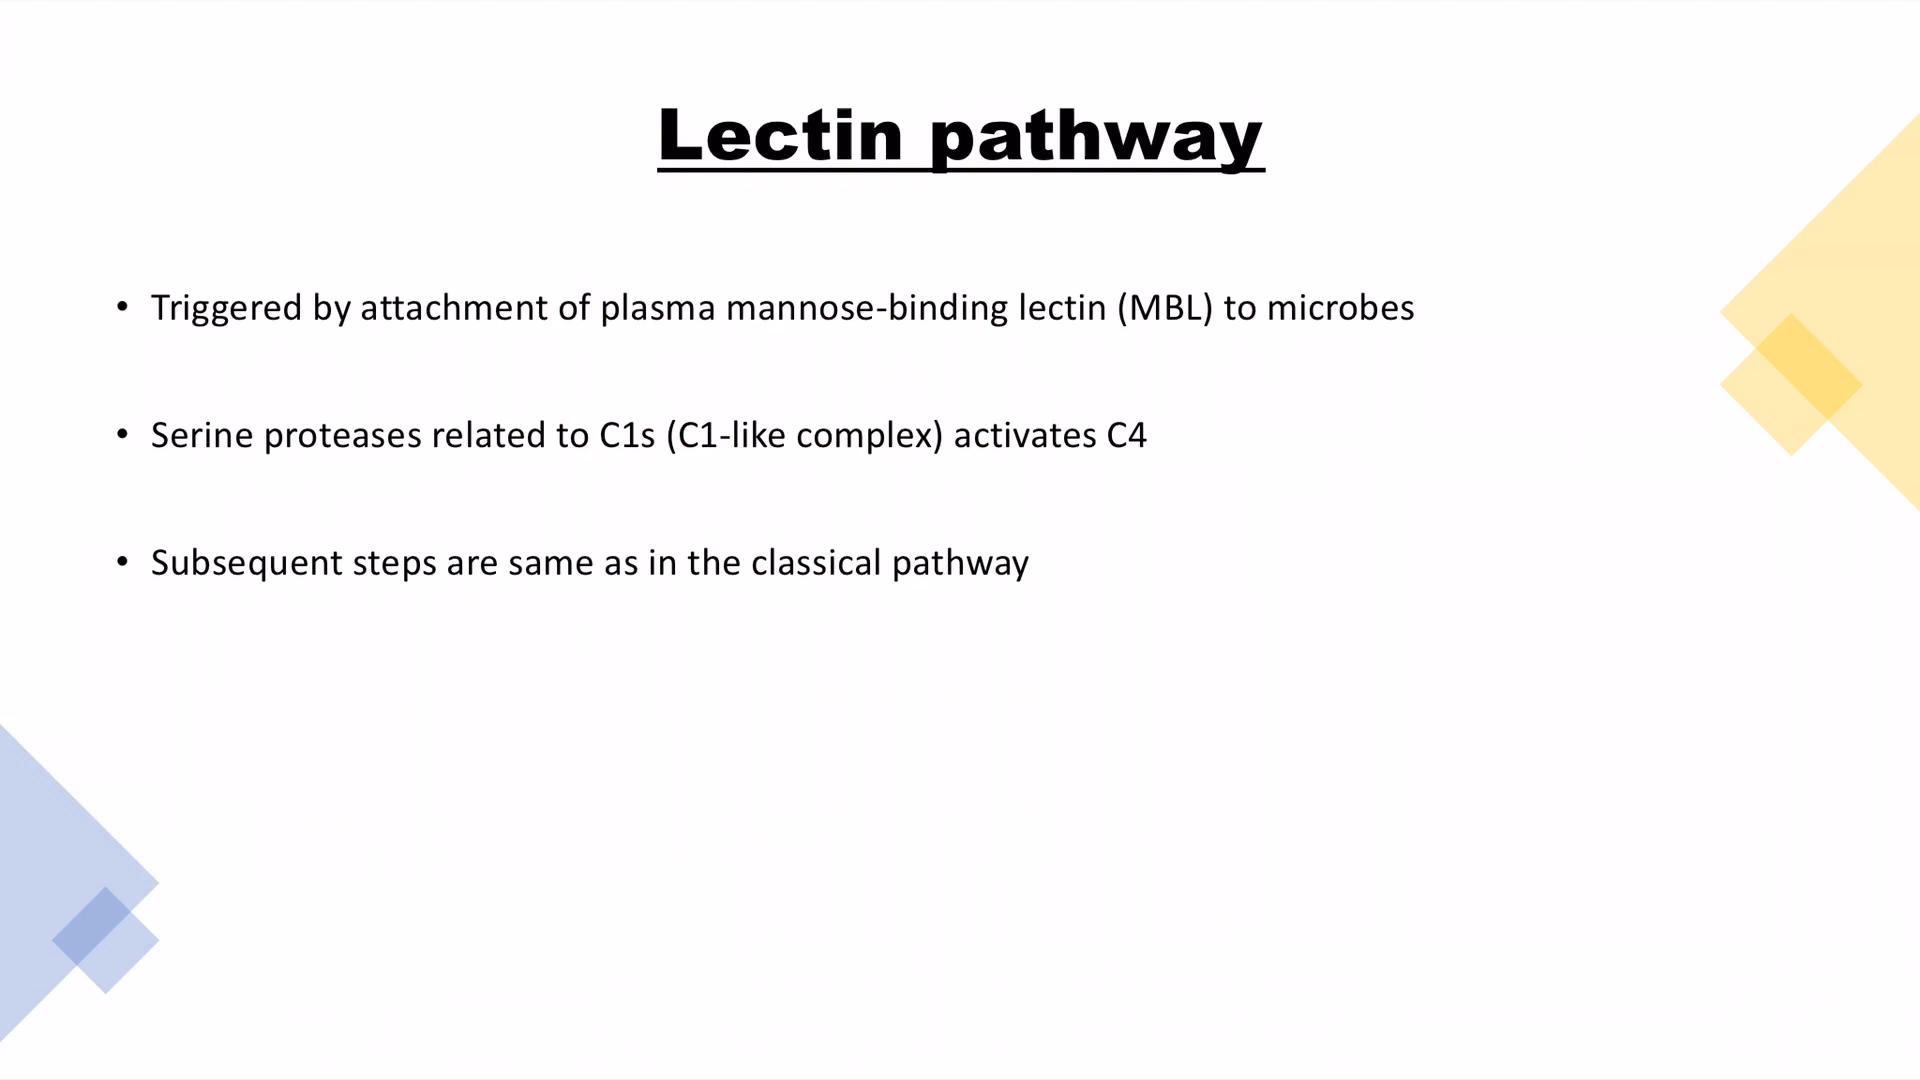 Lectin pathway
• Triggered by attachment of plasma mannose-binding lectin (MBL) to microbes
• Serine proteases related to C1s (C1-like complex) activates C4
• Subsequent steps are same as in the classical pathway